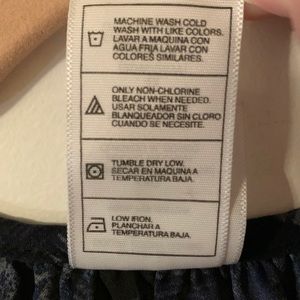 MACHINE WASH COLD
WASH WITH LIKE COLORS.
LAVAR A MAQUINA CON
AGUA FRIA LAVAR CON
COLORES SIMILARES.
ONLY NON-CHLORINE
BLEACH WHEN NEEDED.
USAR SOLAMENTE
BLANQUEADOR SIN CLORO
CUANDO SE NECESITE.
TUMBLE DRY LOW.
SECAR EN MAQUINA A
TEMPERATURA BAJA.
LOW IRON.
PLANCHAR A
TEMPERATURA BAJA.